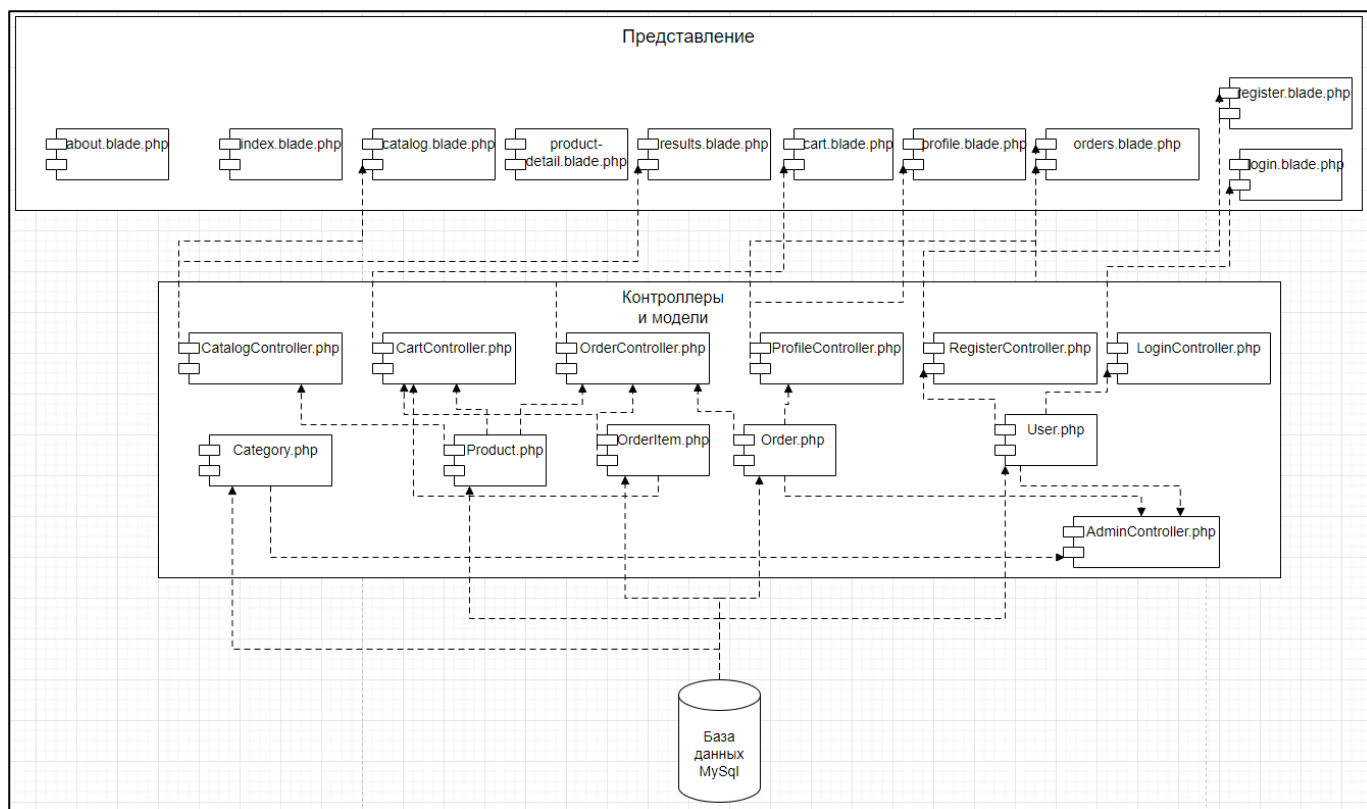 Представление
register.blade.php
about.blade.php
index.blade.php
catalog.blade.php
product-
detail.blade.php
results.blade.php
cart.blade.php
profile.blade.php
orders.blade.php
login.blade.php
Контроллеры
и модели
CatalogController.php
CartController.php
OrderController.php
ProfileController.php
RegisterController.php
LoginController.php
Category.php
Product.php
OrderItem.php
Order.php
User.php
AdminController.php
База
данных
MySql